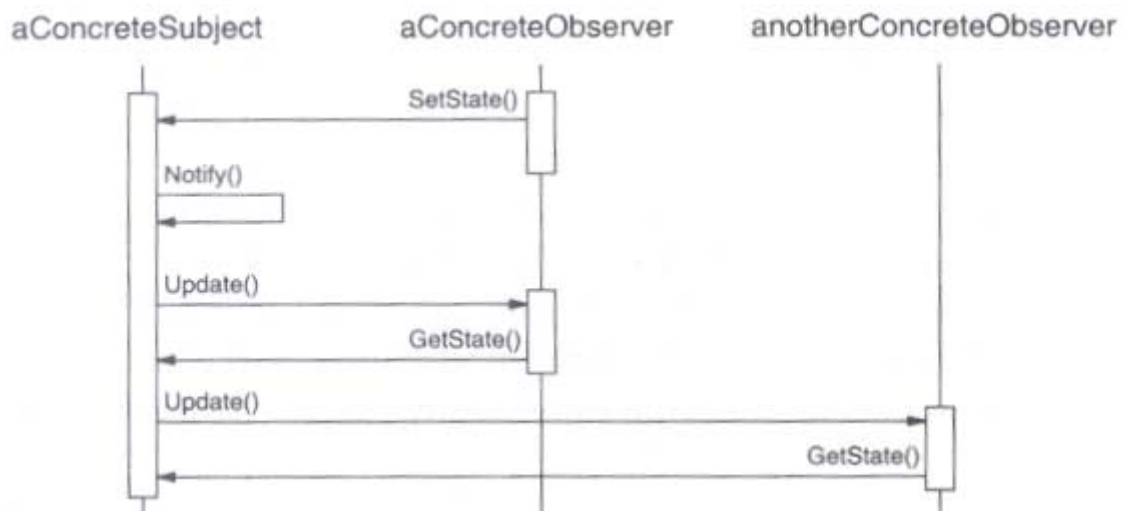 aConcreteSubject aConcreteObserver anotherConcreteObserver
SetState()
Notify()
Update()
GetState()
Update()
GetState()